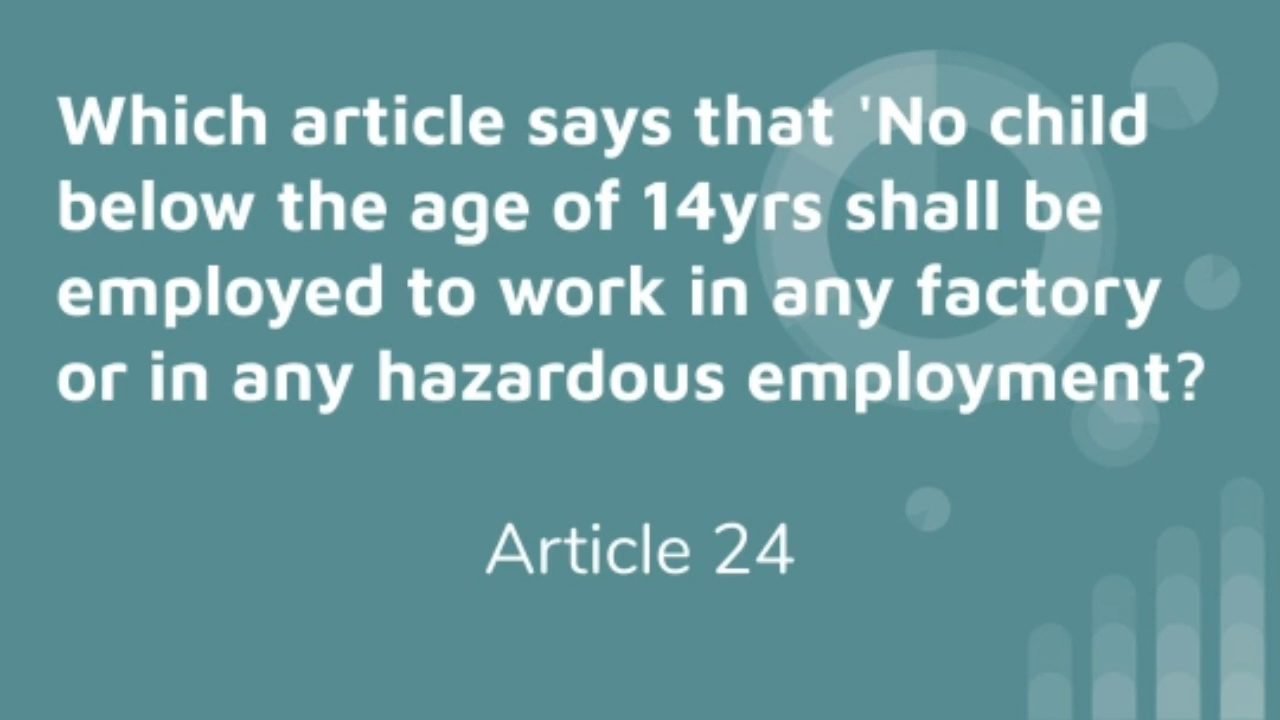 Which article says that 'No child
below the age of 14yrs shall be
employed to work in any factory
or in any hazardous employment?
Article 24